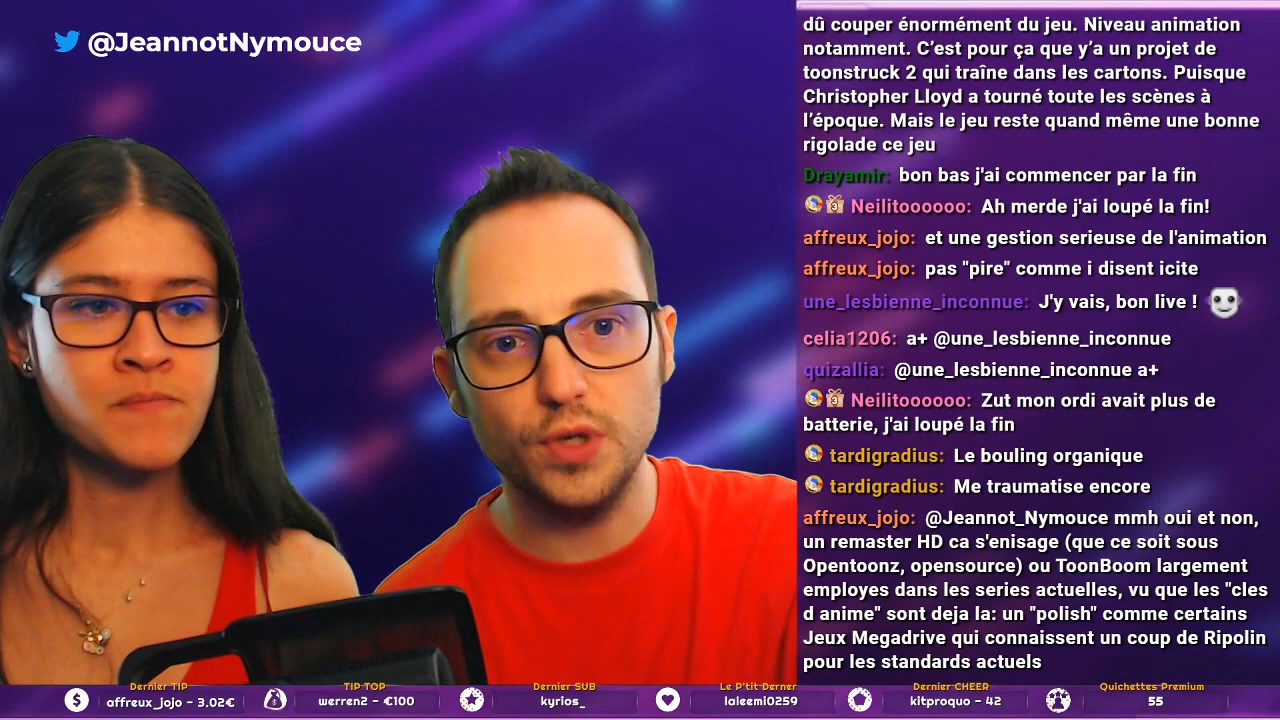 @JeannotNymouce
dû couper énormément du jeu. Niveau animation
notamment. C’est pour ça que y’a un projet de
toonstruck 2 qui traîne dans les cartons. Puisque
Christopher Lloyd a tourné toute les scènes à
l’époque. Mais le jeu reste quand même une bonne
rigolade ce jeu
Drayamir: bon bas j'ai commencer par la fin
Neilitoooooo: Ah merde j'ai loupé la fin!
affreux_jojo: et une gestion serieuse de l'animation
affreux_jojo: pas "pire" comme i disent icite
une_lesbienne_inconnue: J'y vais, bon live !
celia1206: a+ @une_lesbienne_inconnue
quizallia: @une_lesbienne_inconnue a+
Neilitoooooo: Zut mon ordi avait plus de
batterie, j'ai loupé la fin
tardigradius: Le bouling organique
tardigradius: Me traumatise encore
affreux_jojo: @Jeannot_Nymouce mmh oui et non,
un remaster HD ca s'enisage (que ce soit sous
Opentoonz, opensource) ou ToonBoom largement
employes dans les series actuelles, vu que les "cles
d anime" sont deja la: un "polish" comme certains
Jeux Megadrive qui connaissent un coup de Ripolin
pour les standards actuels
Dernier TIP
affreux_jojo - 3.02€
TIP TOP
werren2 - €100
Dernier SUB
kyrios_
Le P'tit Derner
laleemi0259
Dernier CHEER
kitproquo - 42
Quichettes Premium
55